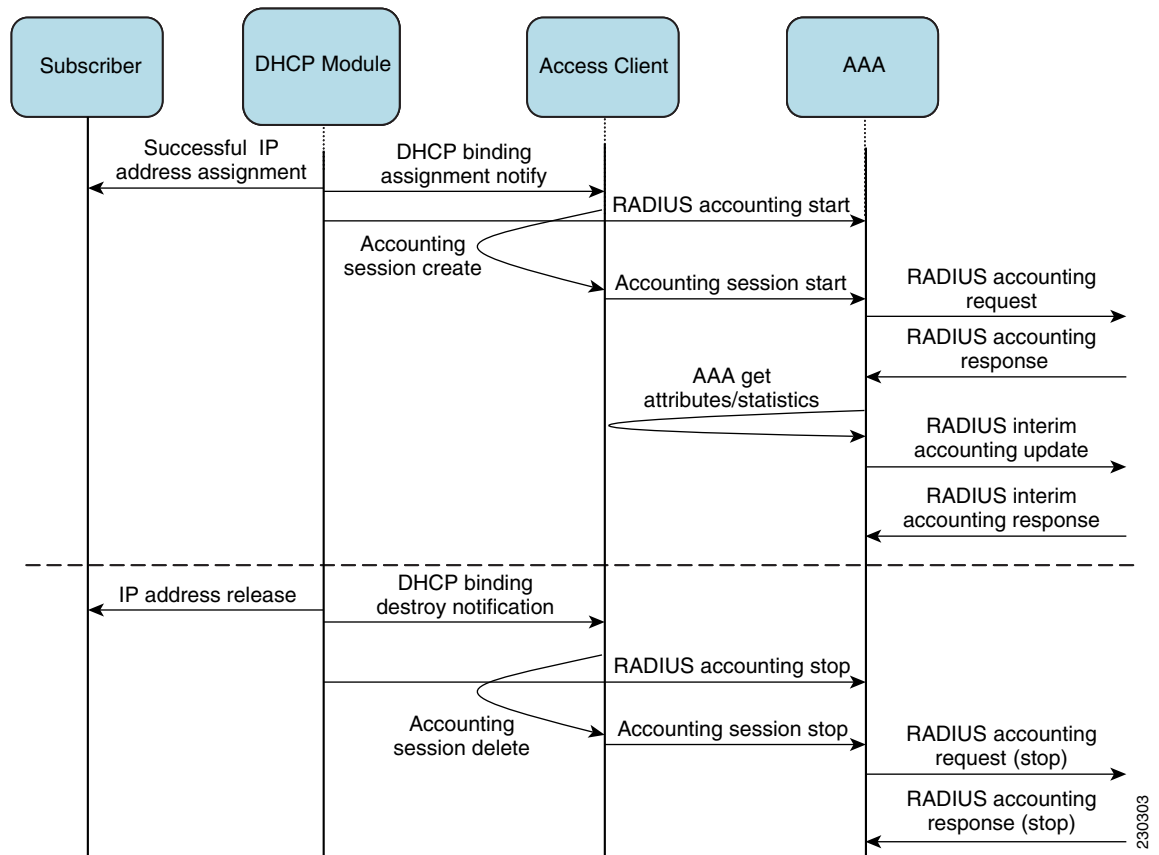 Subscriber
DHCP Module
Access Client
AAA
Successful IP
address assignment
DHCP binding
assignment notify
RADIUS accounting start
Accounting
session create
Accounting session start
RADIUS accounting
request
RADIUS accounting
response
AAA get
attributes/statistics
RADIUS interim
accounting update
RADIUS interim
accounting response
IP address release
DHCP binding
destroy notification
RADIUS accounting stop
Accounting
session delete
Accounting session stop
RADIUS accounting
request (stop)
RADIUS accounting
response (stop)
230303